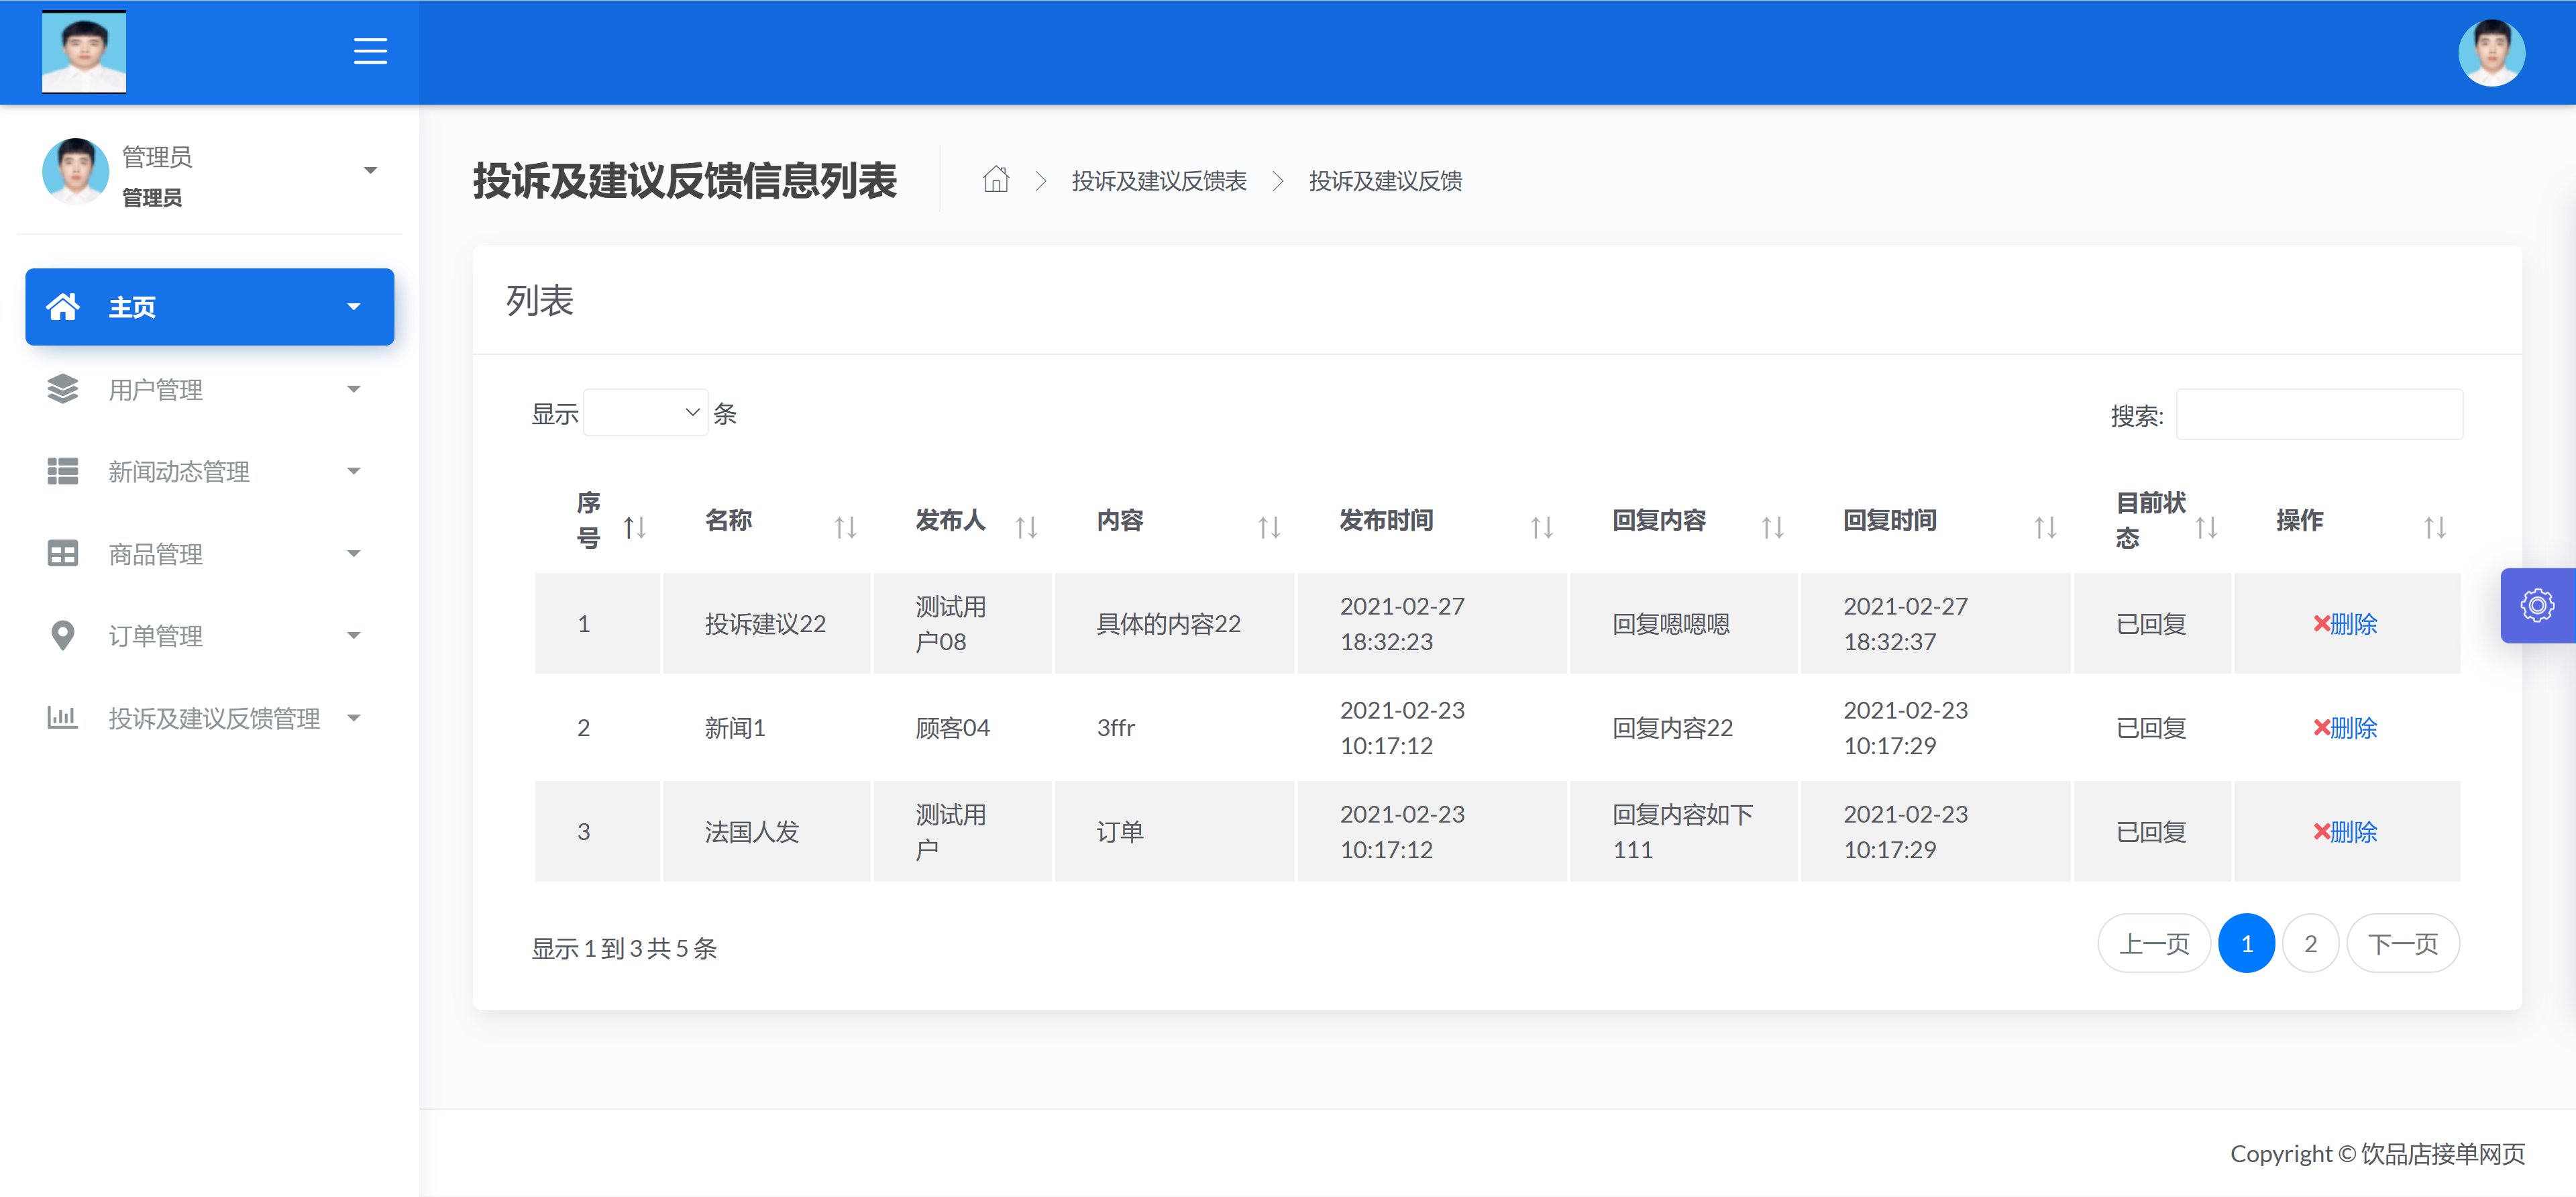 管理员
管理员
主页
用户管理
新闻动态管理
商品管理
订单管理
投诉及建议反馈管理
投诉及建议反馈信息列表
投诉及建议反馈表
投诉及建议反馈
列表
显示 条
搜索:
序号 名称 发布人 内容 发布时间 回复内容 回复时间 目前状态 操作
1 投诉建议22 测试用户08 具体的内容22 2021-02-27 18:32:23 回复嗯嗯嗯 2021-02-27 18:32:37 已回复 删除
2 新闻1 顾客04 3ffr 2021-02-23 10:17:12 回复内容22 2021-02-23 10:17:29 已回复 删除
3 法国人发 测试用户 订单 2021-02-23 10:17:12 回复内容如下111 2021-02-23 10:17:29 已回复 删除
显示 1 到 3 共 5 条
上一页 1 2 下一页
Copyright © 饮品店接单网页